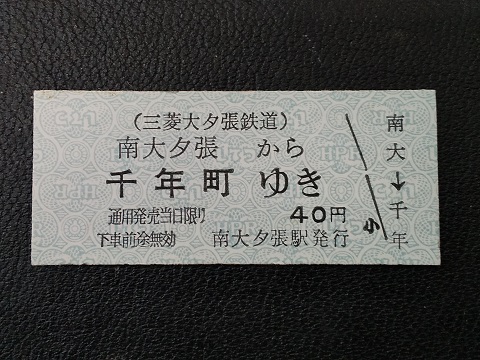 (三菱大夕張鉄道)
南大夕張 から
千年町 ゆき
通用発売当日限り 40円
下車前途無効 南大夕張駅発行
南大↓千年
小